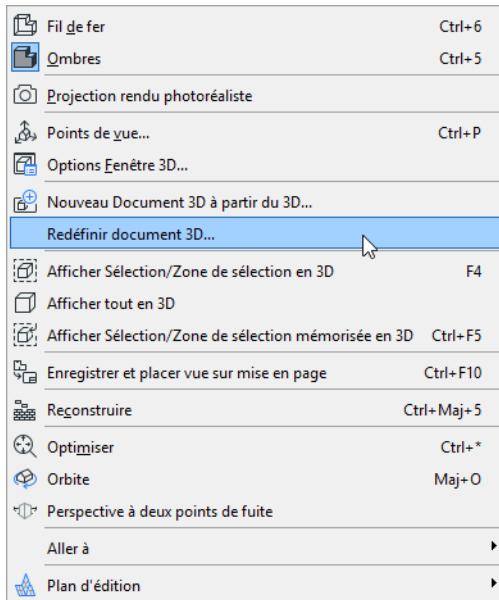 Fil de fer Ctrl+6
Ombres Ctrl+5
Projection rendu photoréaliste
Points de vue... Ctrl+P
Options Fenêtre 3D...
Nouveau Document 3D à partir du 3D...
Redéfinir document 3D...
Afficher Sélection/Zone de sélection en 3D F4
Afficher tout en 3D
Afficher Sélection/Zone de sélection mémorisée en 3D Ctrl+F5
Enregistrer et placer vue sur mise en page Ctrl+F10
Reconstruire Ctrl+Maj+5
Optimiser Ctrl+*
Orbite Maj+O
Perspective à deux points de fuite
Aller à
Plan d'édition